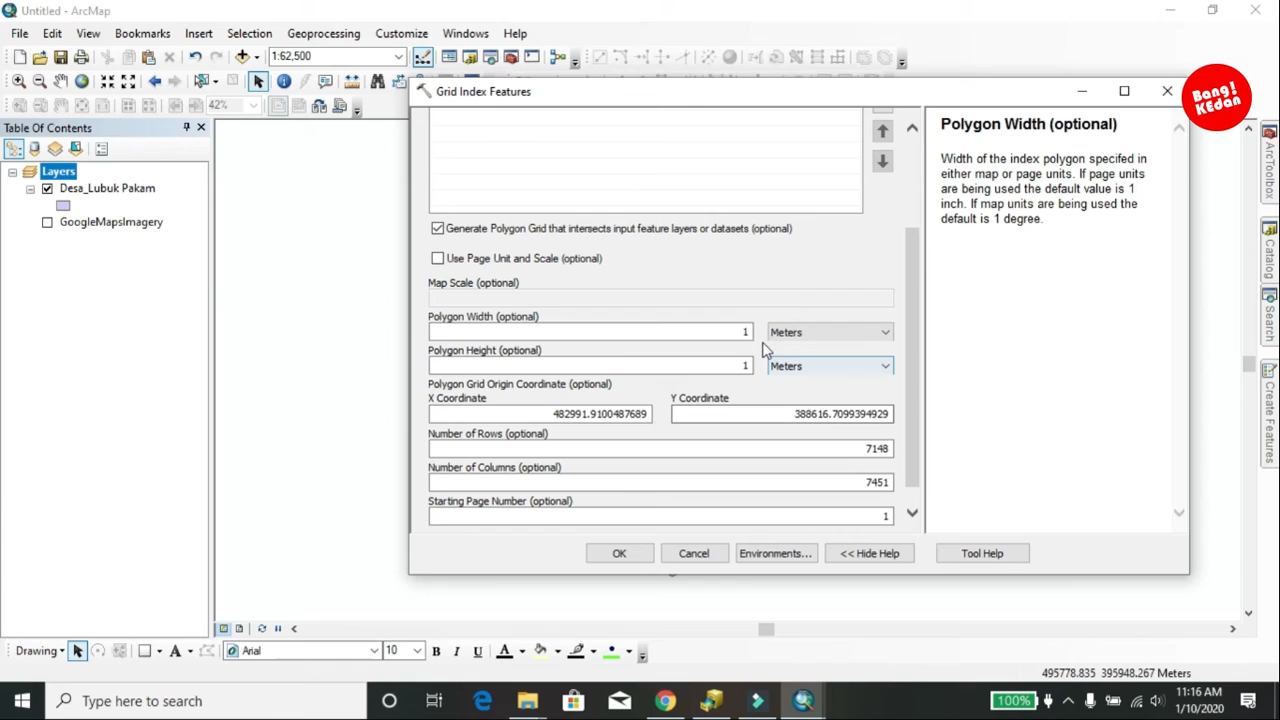 Untitled - ArcMap
File Edit View Bookmarks Insert Selection Geoprocessing Customize Windows Help
1:62,500
42%
Grid Index Features
Bang!
KEdan
Table Of Contents
Layers
Desa_Lubuk Pakam
GoogleMapsImagery
Generate Polygon Grid that intersects input feature layers or datasets (optional)
Use Page Unit and Scale (optional)
Map Scale (optional)
Polygon Width (optional)
1 Meters
Polygon Height (optional)
1 Meters
Polygon Grid Origin Coordinate (optional)
X Coordinate Y Coordinate
482991.9100487689 388616.7099394929
Number of Rows (optional)
7148
Number of Columns (optional)
7451
Starting Page Number (optional)
1
OK Cancel Environments... << Hide Help Tool Help
Polygon Width (optional)
Width of the index polygon specifed in
either map or page units. If page units
are being used the default value is 1
inch. If map units are being used the
default is 1 degree.
ArcToolbox
Catalog
Search
Create Features
Drawing Arial 10 B I U A
495778.835 395948.267 Meters
Type here to search
100%
11:16 AM
1/10/2020